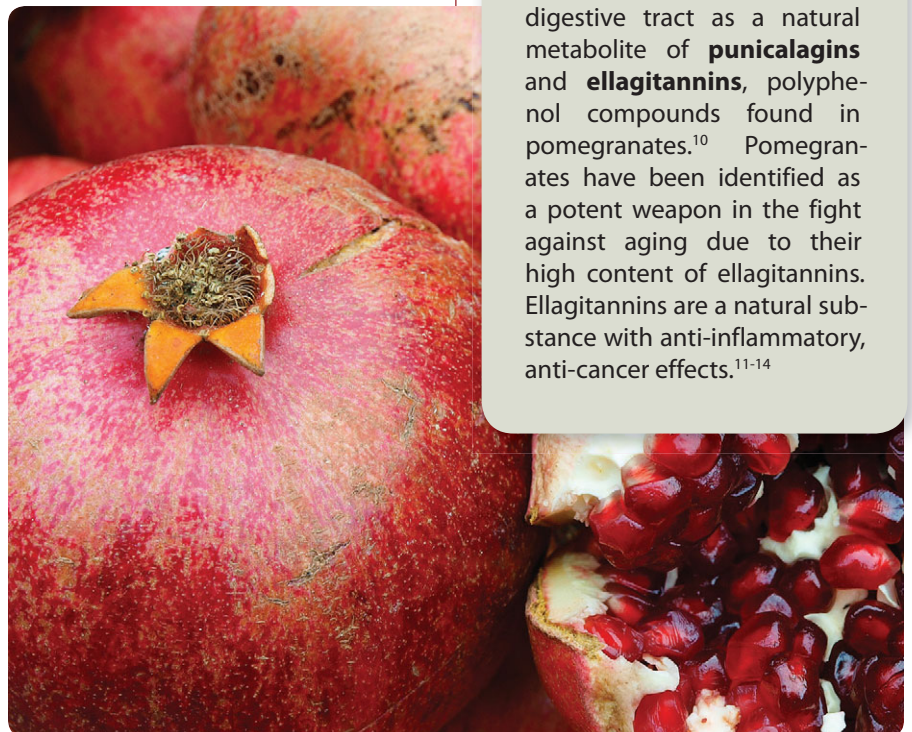 digestive tract as a natural
metabolite of punicalagins
and ellagitannins, polyphe-
nol compounds found in
pomegranates.10 Pomegran-
ates have been identified as
a potent weapon in the fight
against aging due to their
high content of ellagitannins.
Ellagitannins are a natural sub-
stance with anti-inflammatory,
anti-cancer effects.11-14